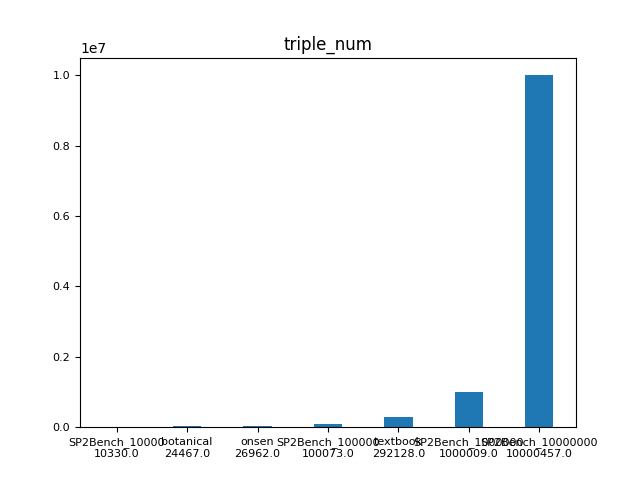 triple_num
1e7
1.0
0.8
0.6
0.4
0.2
0.0
SP2Bench_10000
10330.0
botanical
24467.0
onsen
26962.0
SP2Bench_100000
100073.0
textbook
292128.0
SP2Bench_1000000
1000009.0
SP2Bench_10000000
10000457.0